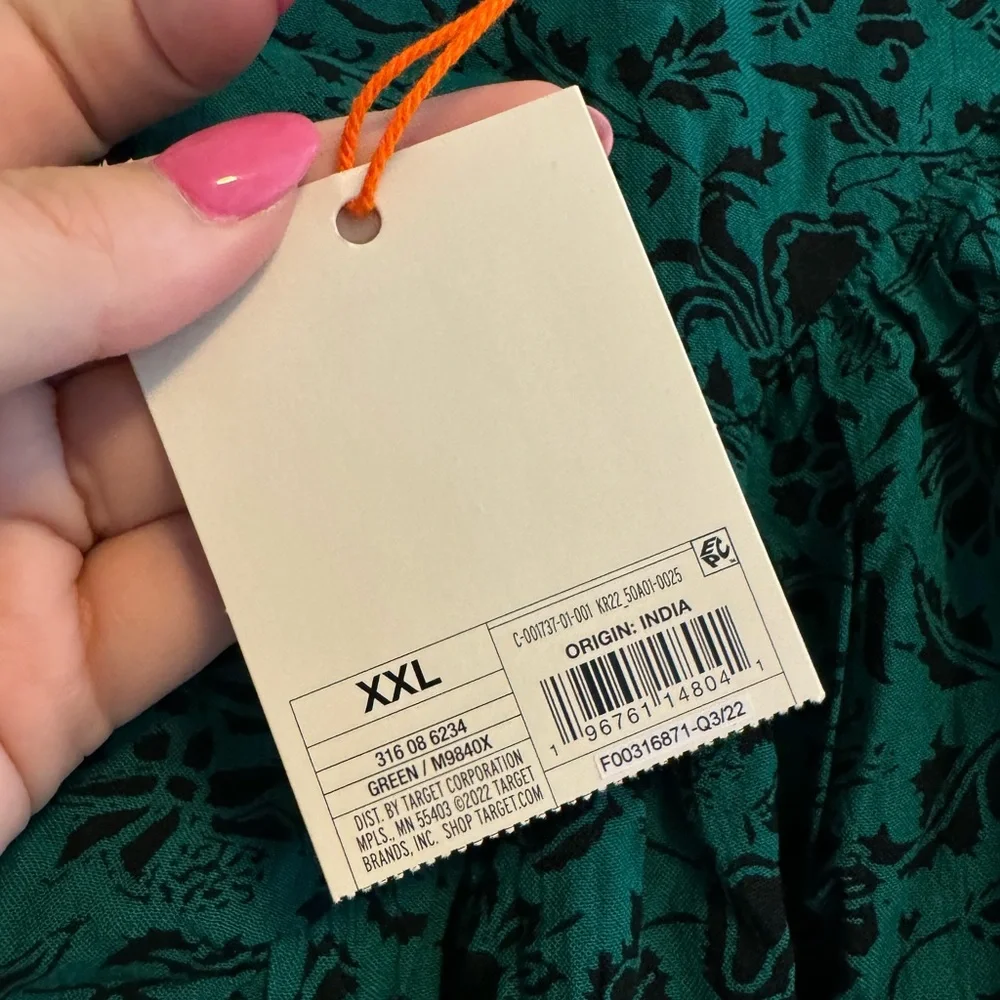 EPC
C-001737-01-001 KR22_50A01-0025
ORIGIN: INDIA
1 96761 14804 1
F00316871-Q3/22
XXL
316 08 6234
GREEN / M9840X
DIST. BY TARGET CORPORATION
MPLS., MN 55403 ©2022 TARGET
BRANDS, INC. SHOP TARGET.COM